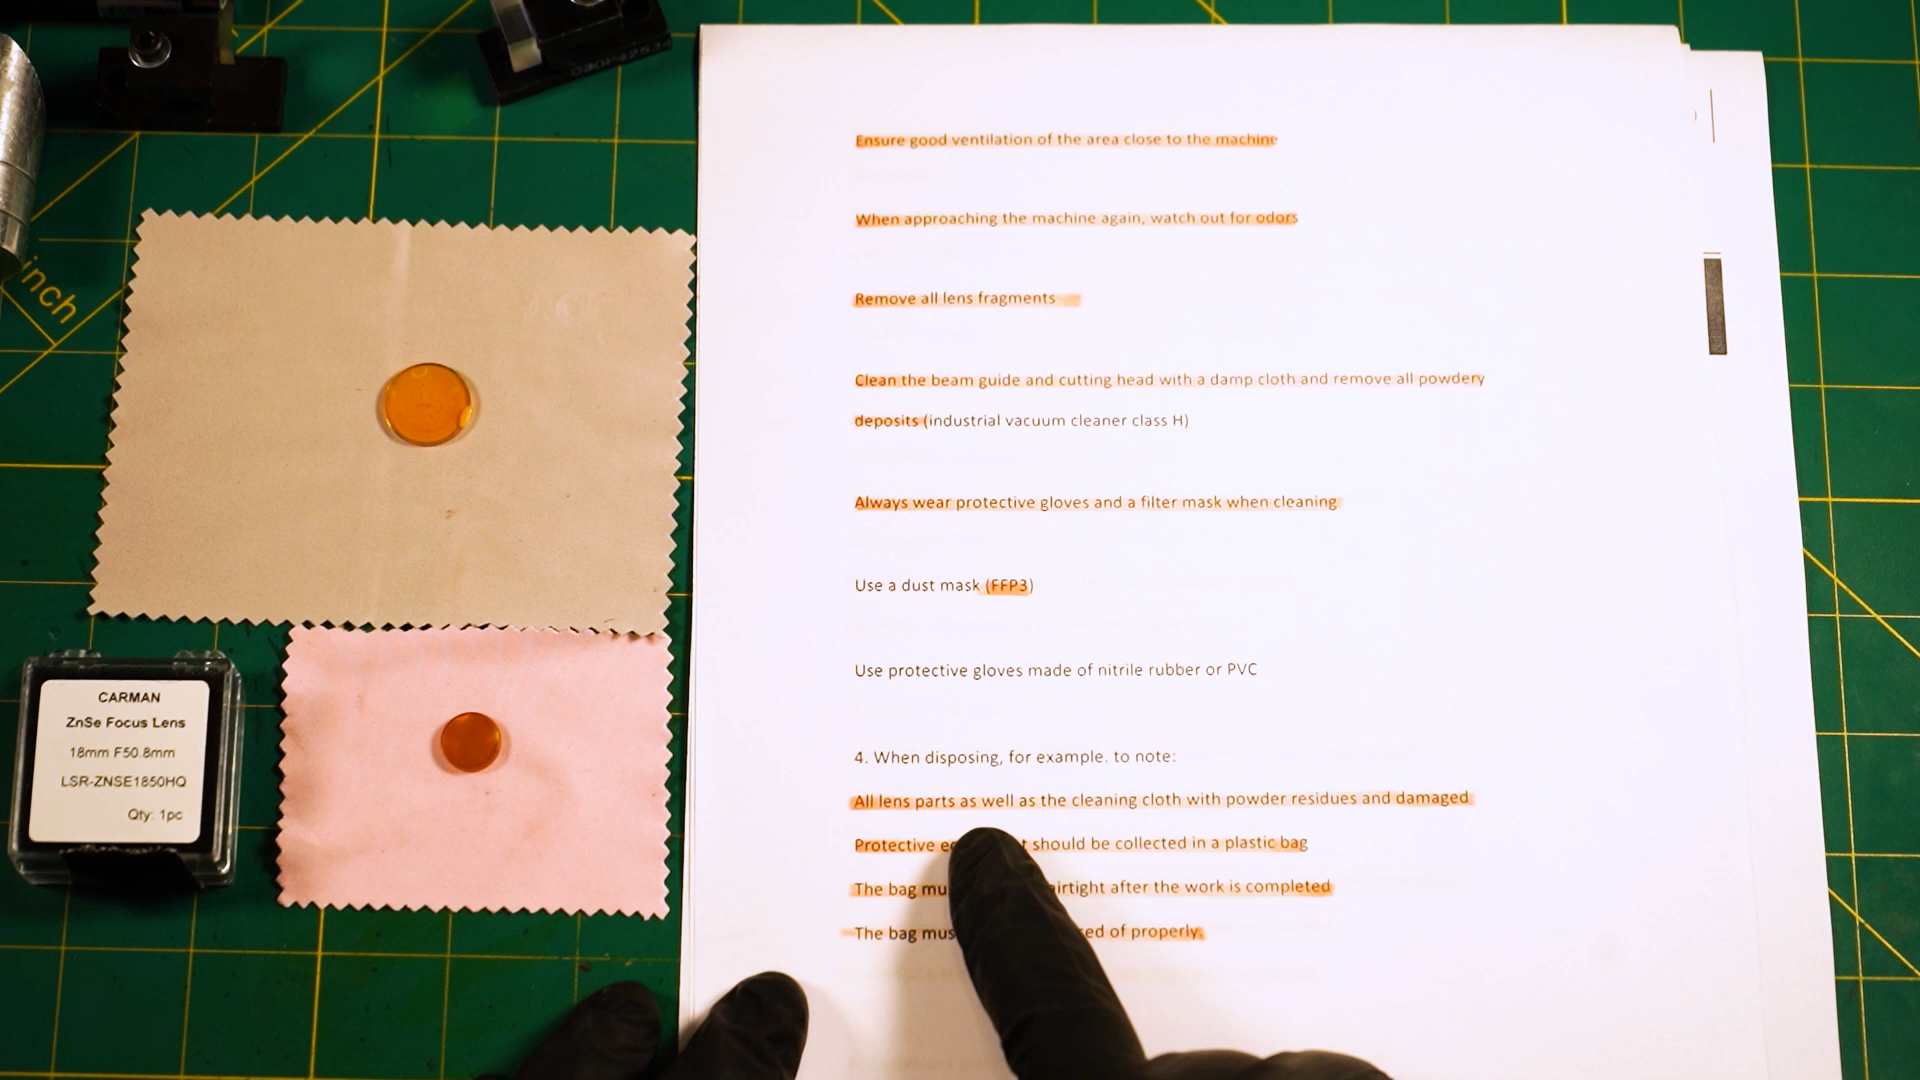 030P42534
inch
Ensure good ventilation of the area close to the machine
When approaching the machine again, watch out for odors
Remove all lens fragments
Clean the beam guide and cutting head with a damp cloth and remove all powdery
deposits (industrial vacuum cleaner class H)
Always wear protective gloves and a filter mask when cleaning
Use a dust mask (FFP3)
Use protective gloves made of nitrile rubber or PVC
4. When disposing, for example. to note:
All lens parts as well as the cleaning cloth with powder residues and damaged
Protective should be collected in a plastic bag
The bag airtight after the work is completed
The bag of properly.
CARMAN
ZnSe Focus Lens
18mm F50.8mm
LSR-ZNSE1850HQ
Qty: 1pc